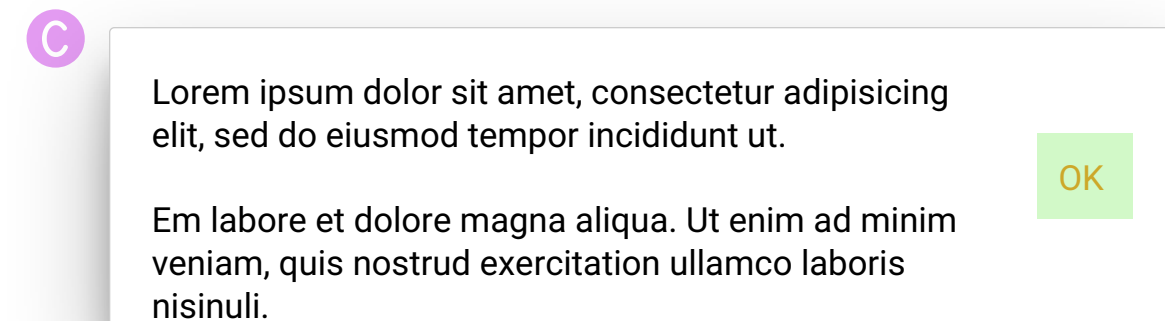 C
Lorem ipsum dolor sit amet, consectetur adipisicing
elit, sed do eiusmod tempor incididunt ut.
OK
Em labore et dolore magna aliqua. Ut enim ad minim
veniam, quis nostrud exercitation ullamco laboris
nisinuli.